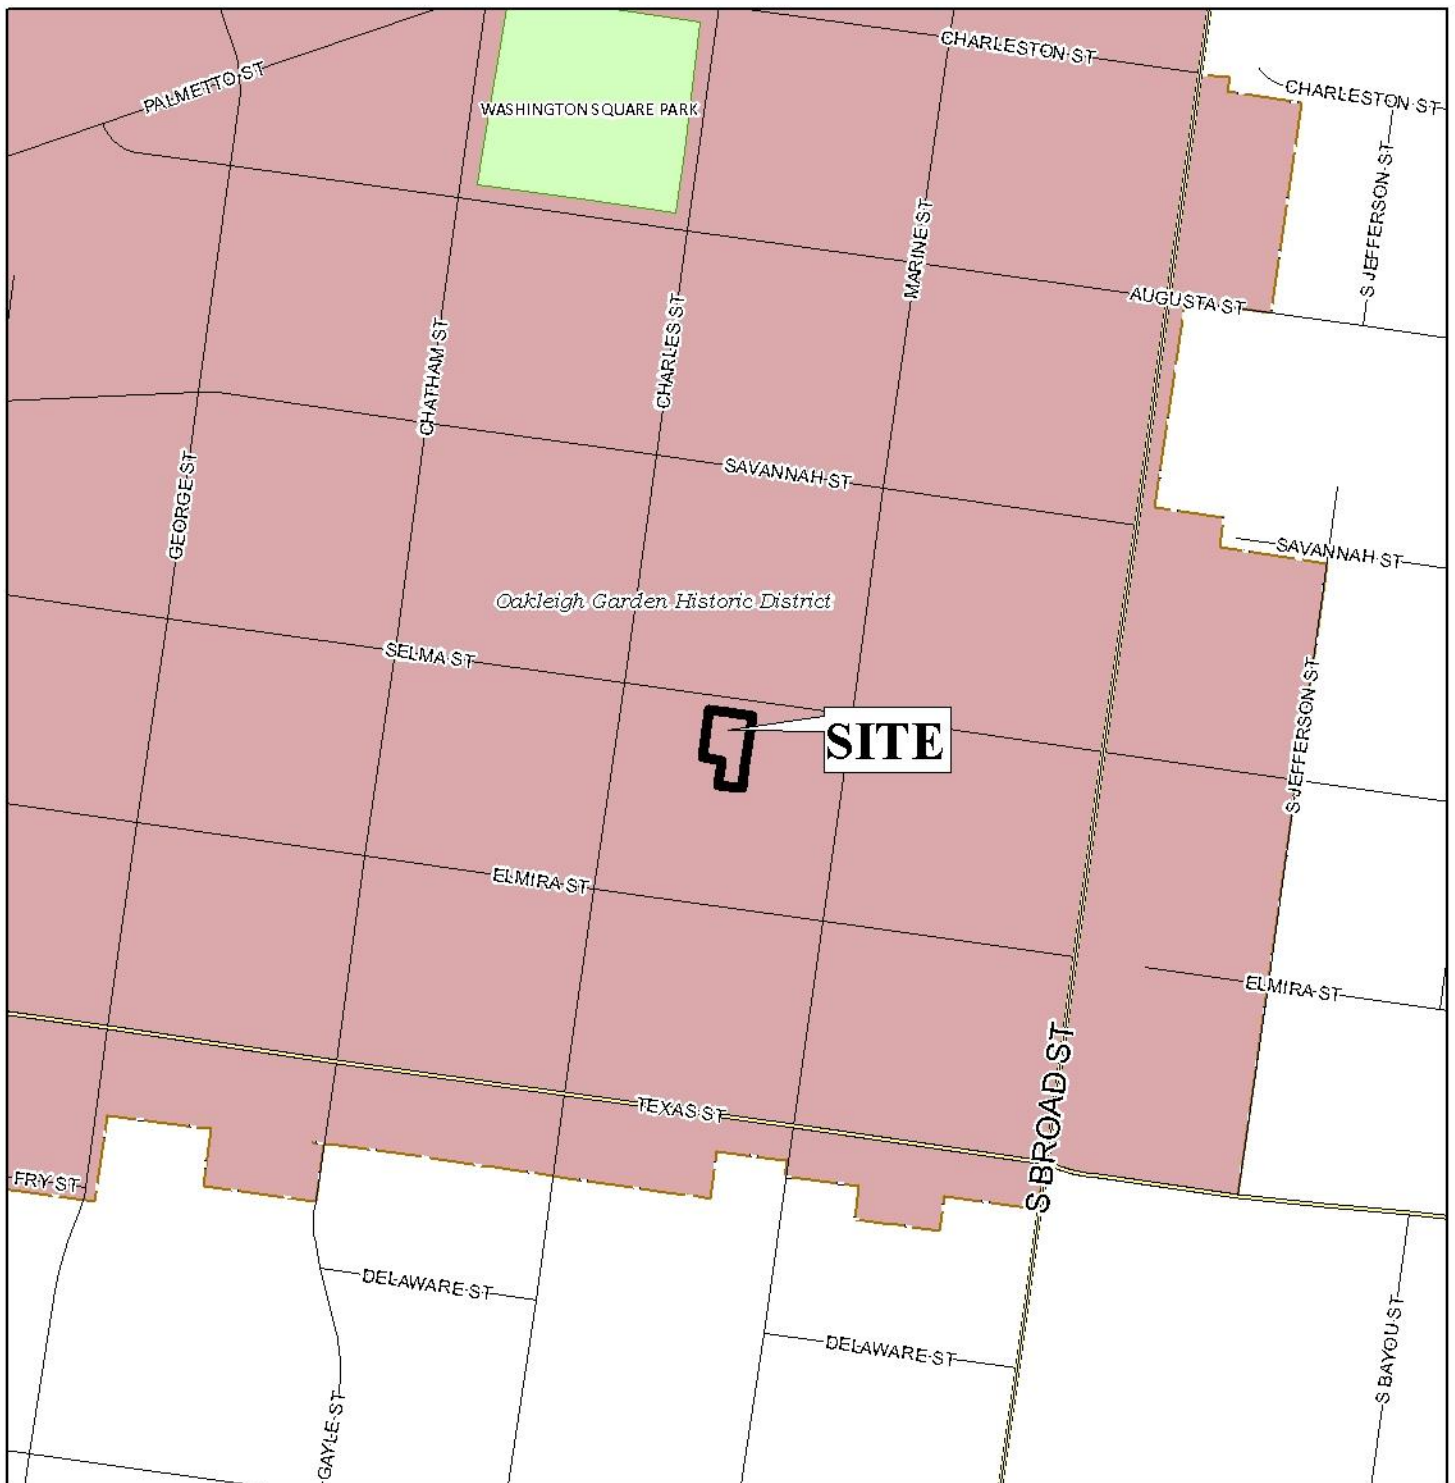 CHARLESTON ST
PALMETTO ST
CHARLESTON ST
WASHINGTON SQUARE PARK
S JEFFERSON ST
MARINE ST
AUGUSTA ST
CHARLES ST
CHATHAM ST
SAVANNAH ST
GEORGE ST
SAVANNAH ST
Oakleigh Garden Historic District
SELMA ST
S JEFFERSON ST
SITE
ELMIRA ST
ELMIRA ST
TEXAS ST
S BROAD ST
FRY ST
DELAWARE ST
DELAWARE ST
S BAYOU ST
GAYLE ST